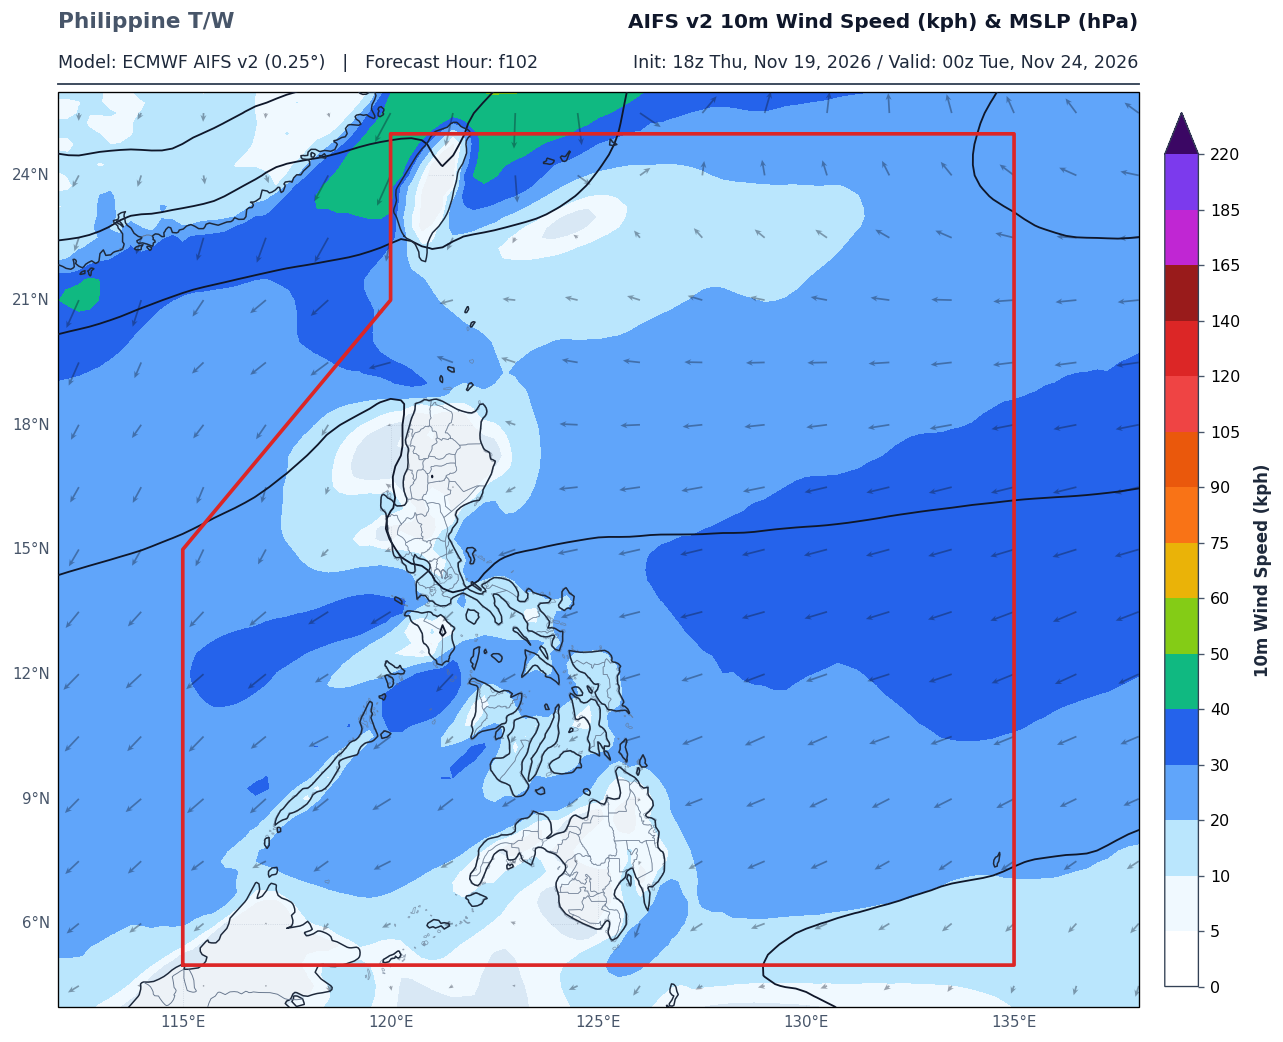 Philippine T/W
AIFS v2 10m Wind Speed (kph) & MSLP (hPa)
Model: ECMWF AIFS v2 (0.25°) | Forecast Hour: f102
Init: 18z Thu, Nov 19, 2026 / Valid: 00z Tue, Nov 24, 2026
24°N
21°N
18°N
15°N
12°N
9°N
6°N
115°E
120°E
125°E
130°E
135°E
220
185
165
140
120
105
90
75
60
50
40
30
20
10
5
0
10m Wind Speed (kph)